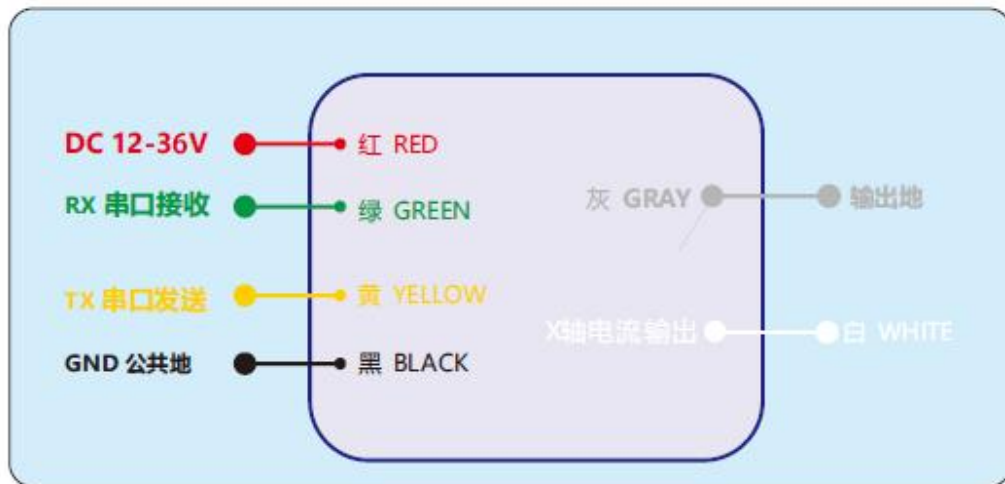 DC 12-36V
红 RED
RX 串口接收
绿 GREEN
灰 GRAY
输出地
TX 串口发送
黄 YELLOW
X轴电流输出
白 WHITE
GND 公共地
黑 BLACK